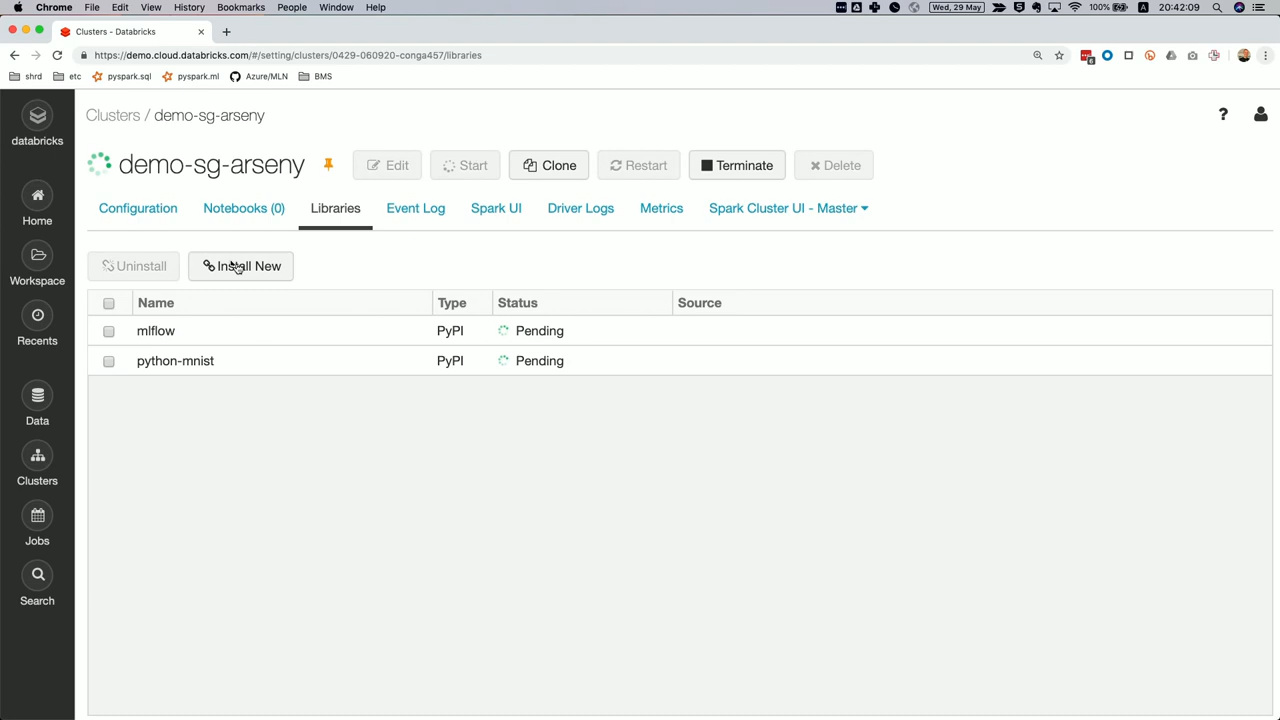 Chrome File Edit View History Bookmarks People Window Help 100% Wed, 29 May 20:42:09
Clusters - Databricks
https://demo.cloud.databricks.com/#/setting/clusters/0429-060920-conga457/libraries
shrd etc pyspark.sql pyspark.ml Azure/MLN BMS
databricks
Home
Workspace
Recents
Data
Clusters
Jobs
Search
Clusters / demo-sg-arseny
demo-sg-arseny Edit Start Clone Restart Terminate Delete
Configuration Notebooks (0) Libraries Event Log Spark UI Driver Logs Metrics Spark Cluster UI - Master
Uninstall Install New
Name Type Status Source
mlflow PyPI Pending
python-mnist PyPI Pending